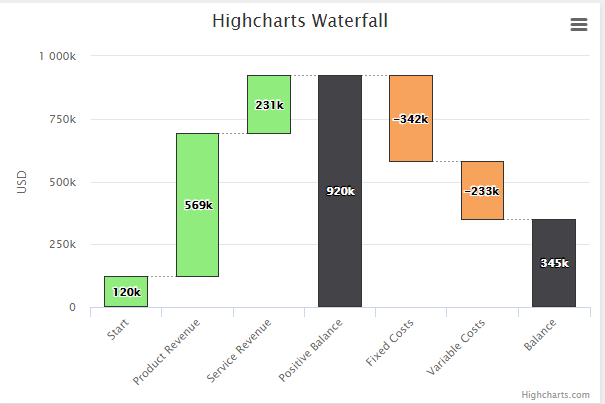 Highcharts Waterfall
1 000k
750k
500k
250k
0
USD
120k
569k
231k
920k
-342k
-233k
345k
Start
Product Revenue
Service Revenue
Positive Balance
Fixed Costs
Variable Costs
Balance
Highcharts.com